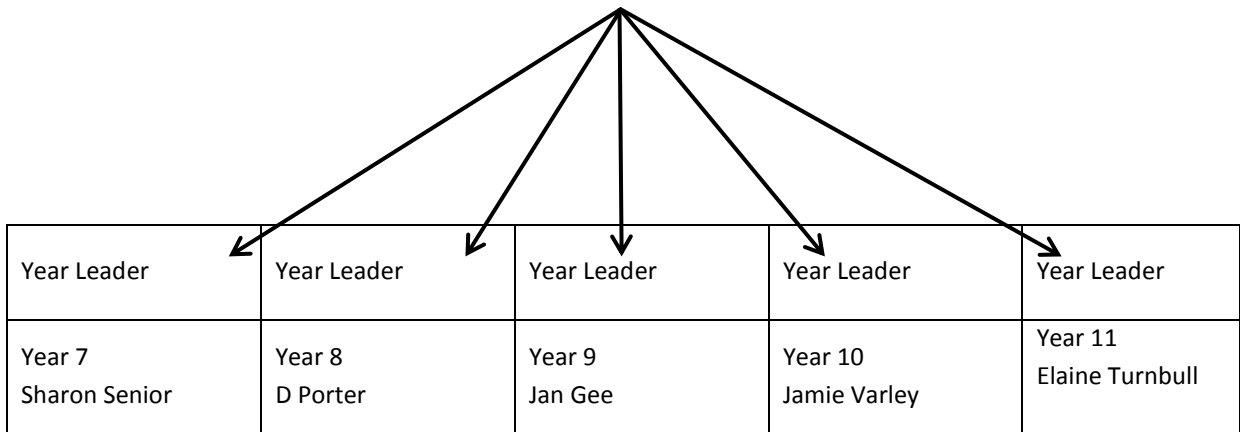 Year Leader
Year Leader
Year Leader
Year Leader
Year Leader
Year 7
Sharon Senior
Year 8
D Porter
Year 9
Jan Gee
Year 10
Jamie Varley
Year 11
Elaine Turnbull